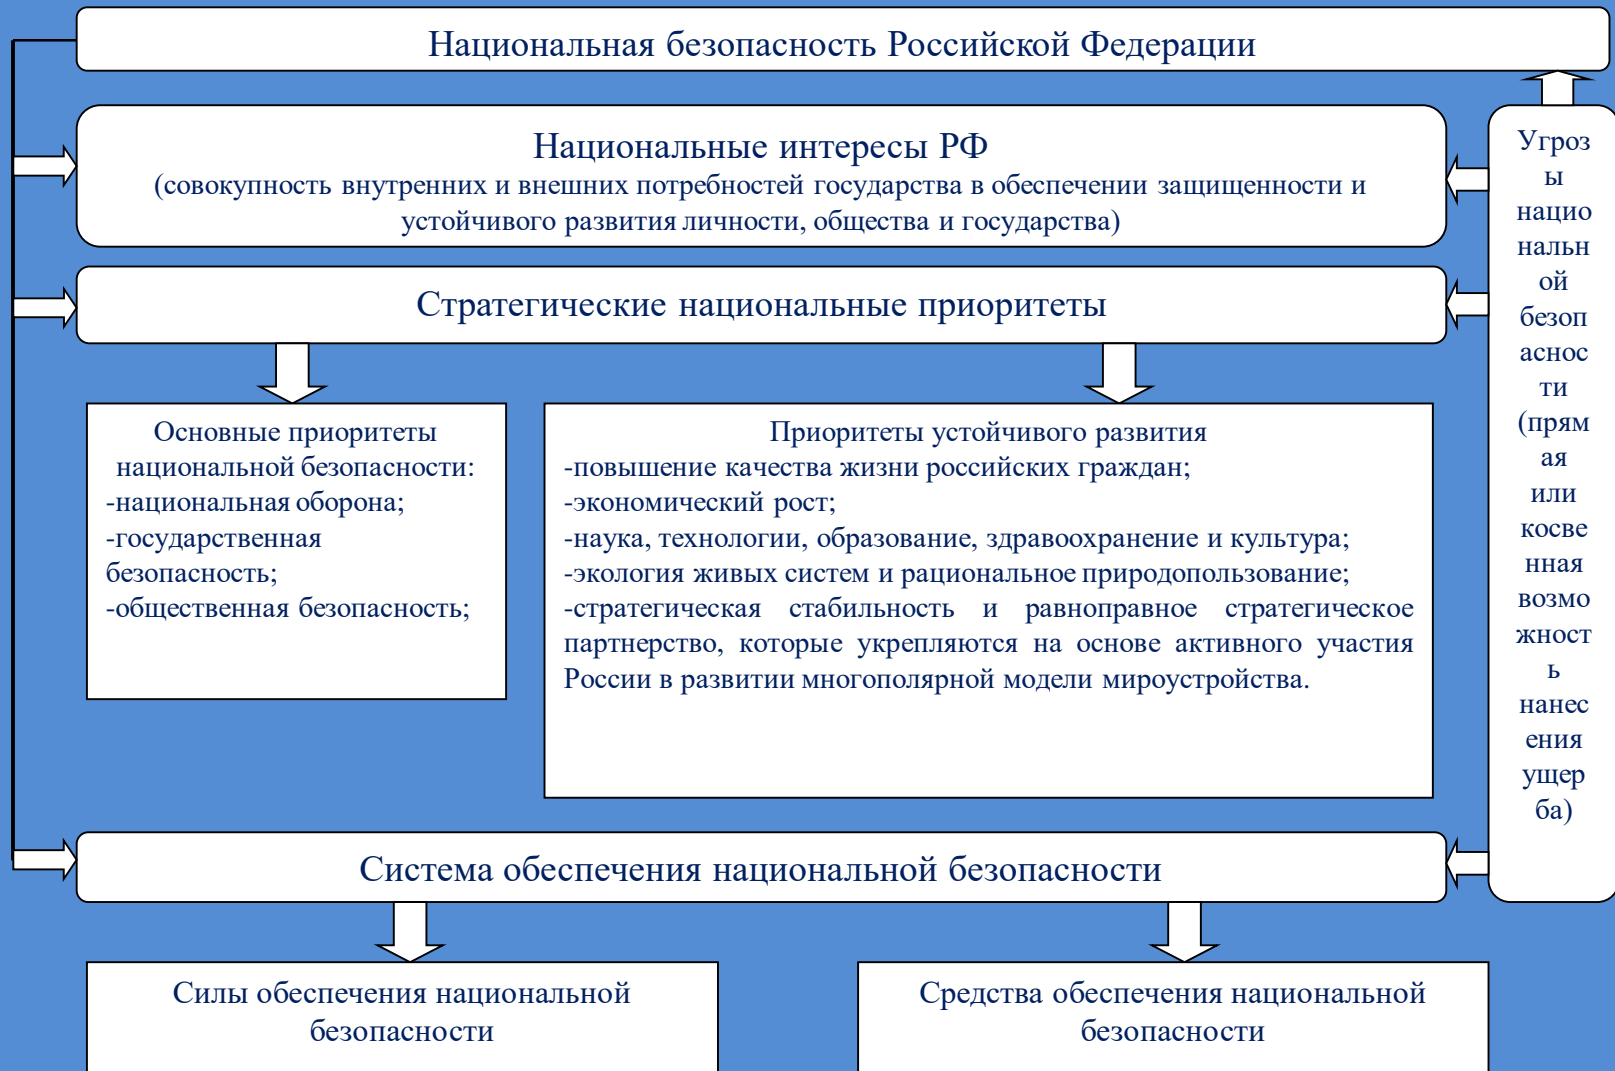 Национальная безопасность Российской Федерации
Национальные интересы РФ
(совокупность внутренних и внешних потребностей государства в обеспечении защищенности и
устойчивого развития личности, общества и государства)
Стратегические национальные приоритеты
Основные приоритеты
национальной безопасности:
-национальная оборона;
-государственная
безопасность;
-общественная безопасность;
Приоритеты устойчивого развития
-повышение качества жизни российских граждан;
-экономический рост;
-наука, технологии, образование, здравоохранение и культура;
-экология живых систем и рациональное природопользование;
-стратегическая стабильность и равноправное стратегическое
партнерство, которые укрепляются на основе активного участия
России в развитии многополярной модели мироустройства.
Угроз
ы
нацио
нальн
ой
безоп
аснос
ти
(прям
ая
или
косве
нная
возмо
жност
ь
нанес
ения
ущер
ба)
Система обеспечения национальной безопасности
Силы обеспечения национальной
безопасности
Средства обеспечения национальной
безопасности